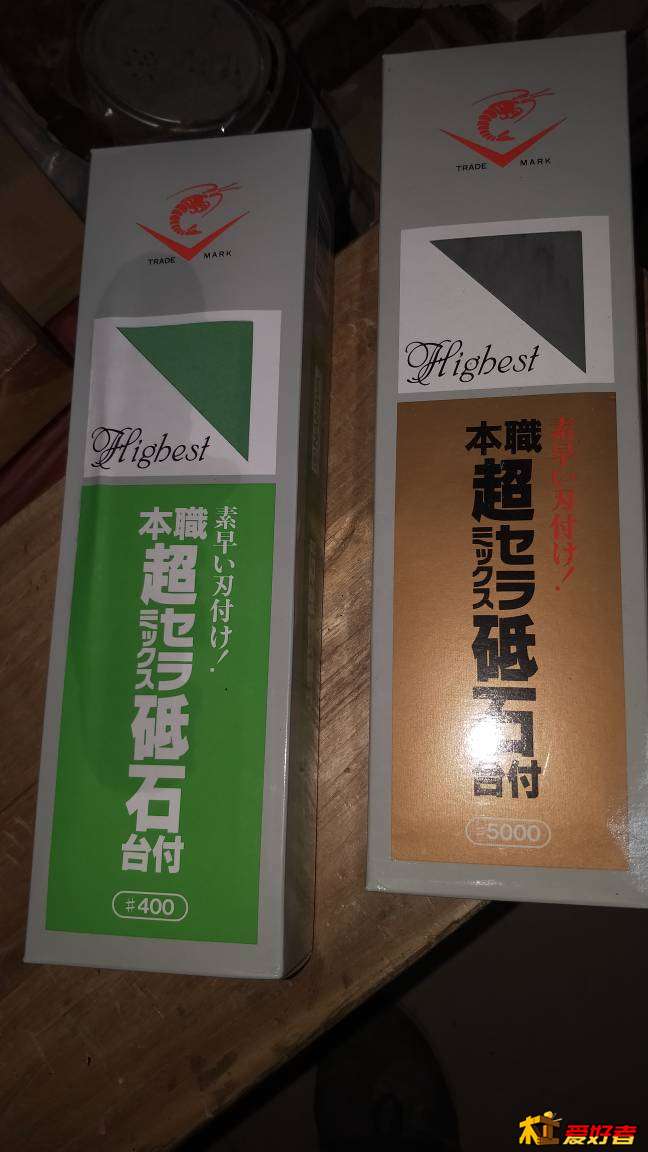 TRADE MARK
Highest
素早い刃付け!
本職
超セラミックス砥石
台付
#400
TRADE MARK
Highest
素早い刃付け!
本職
超セラミックス砥石
台付
#5000
木工爱好者